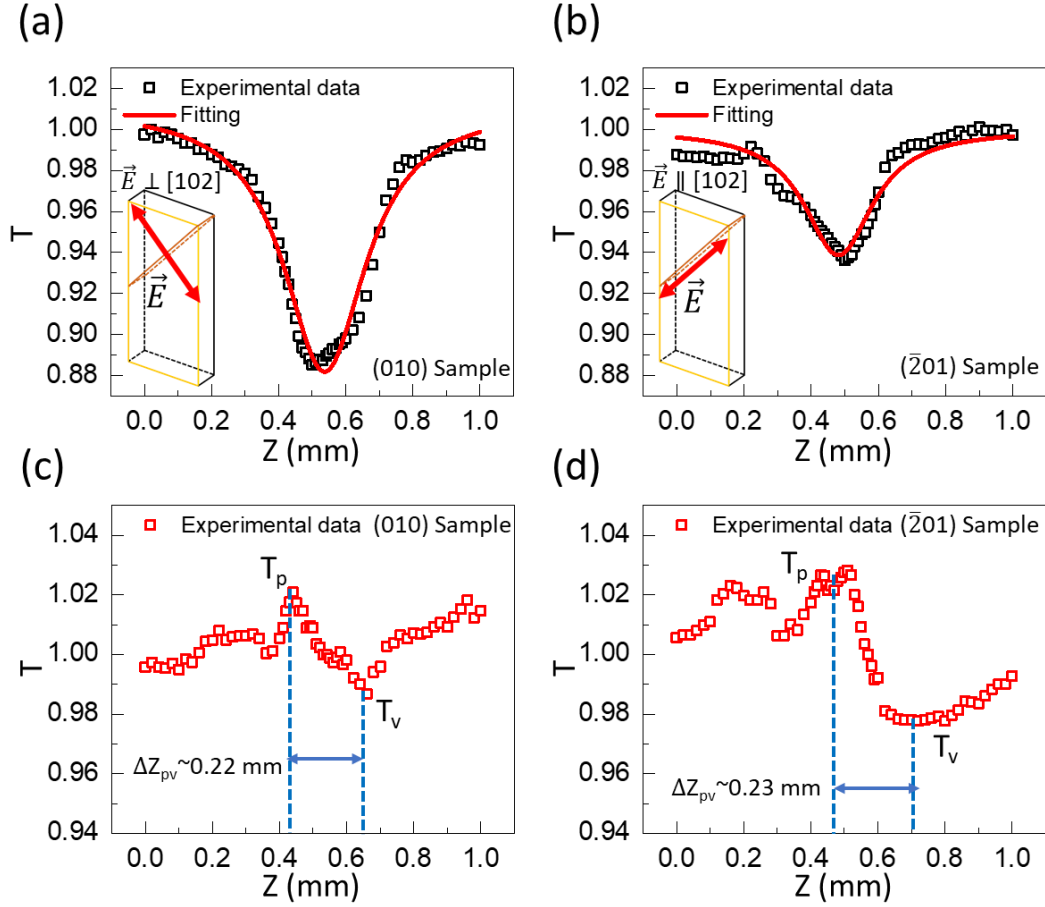 (a)
1.02
1.00
0.98
0.96
0.94
0.92
0.90
0.88
T
Experimental data
Fitting
E⃗ ⊥ [102]
E⃗
(010) Sample
0.0 0.2 0.4 0.6 0.8 1.0
Z (mm)
(b)
1.02
1.00
0.98
0.96
0.94
0.92
0.90
0.88
T
Experimental data
Fitting
E⃗ ∥ [102]
E⃗
(2̅01) Sample
0.0 0.2 0.4 0.6 0.8 1.0
Z (mm)
(c)
1.04
1.02
1.00
0.98
0.96
0.94
T
Experimental data (010) Sample
Tp
Tv
ΔZpv~0.22 mm
0.0 0.2 0.4 0.6 0.8 1.0
Z (mm)
(d)
1.04
1.02
1.00
0.98
0.96
0.94
T
Experimental data (2̅01) Sample
Tp
Tv
ΔZpv~0.23 mm
0.0 0.2 0.4 0.6 0.8 1.0
Z (mm)